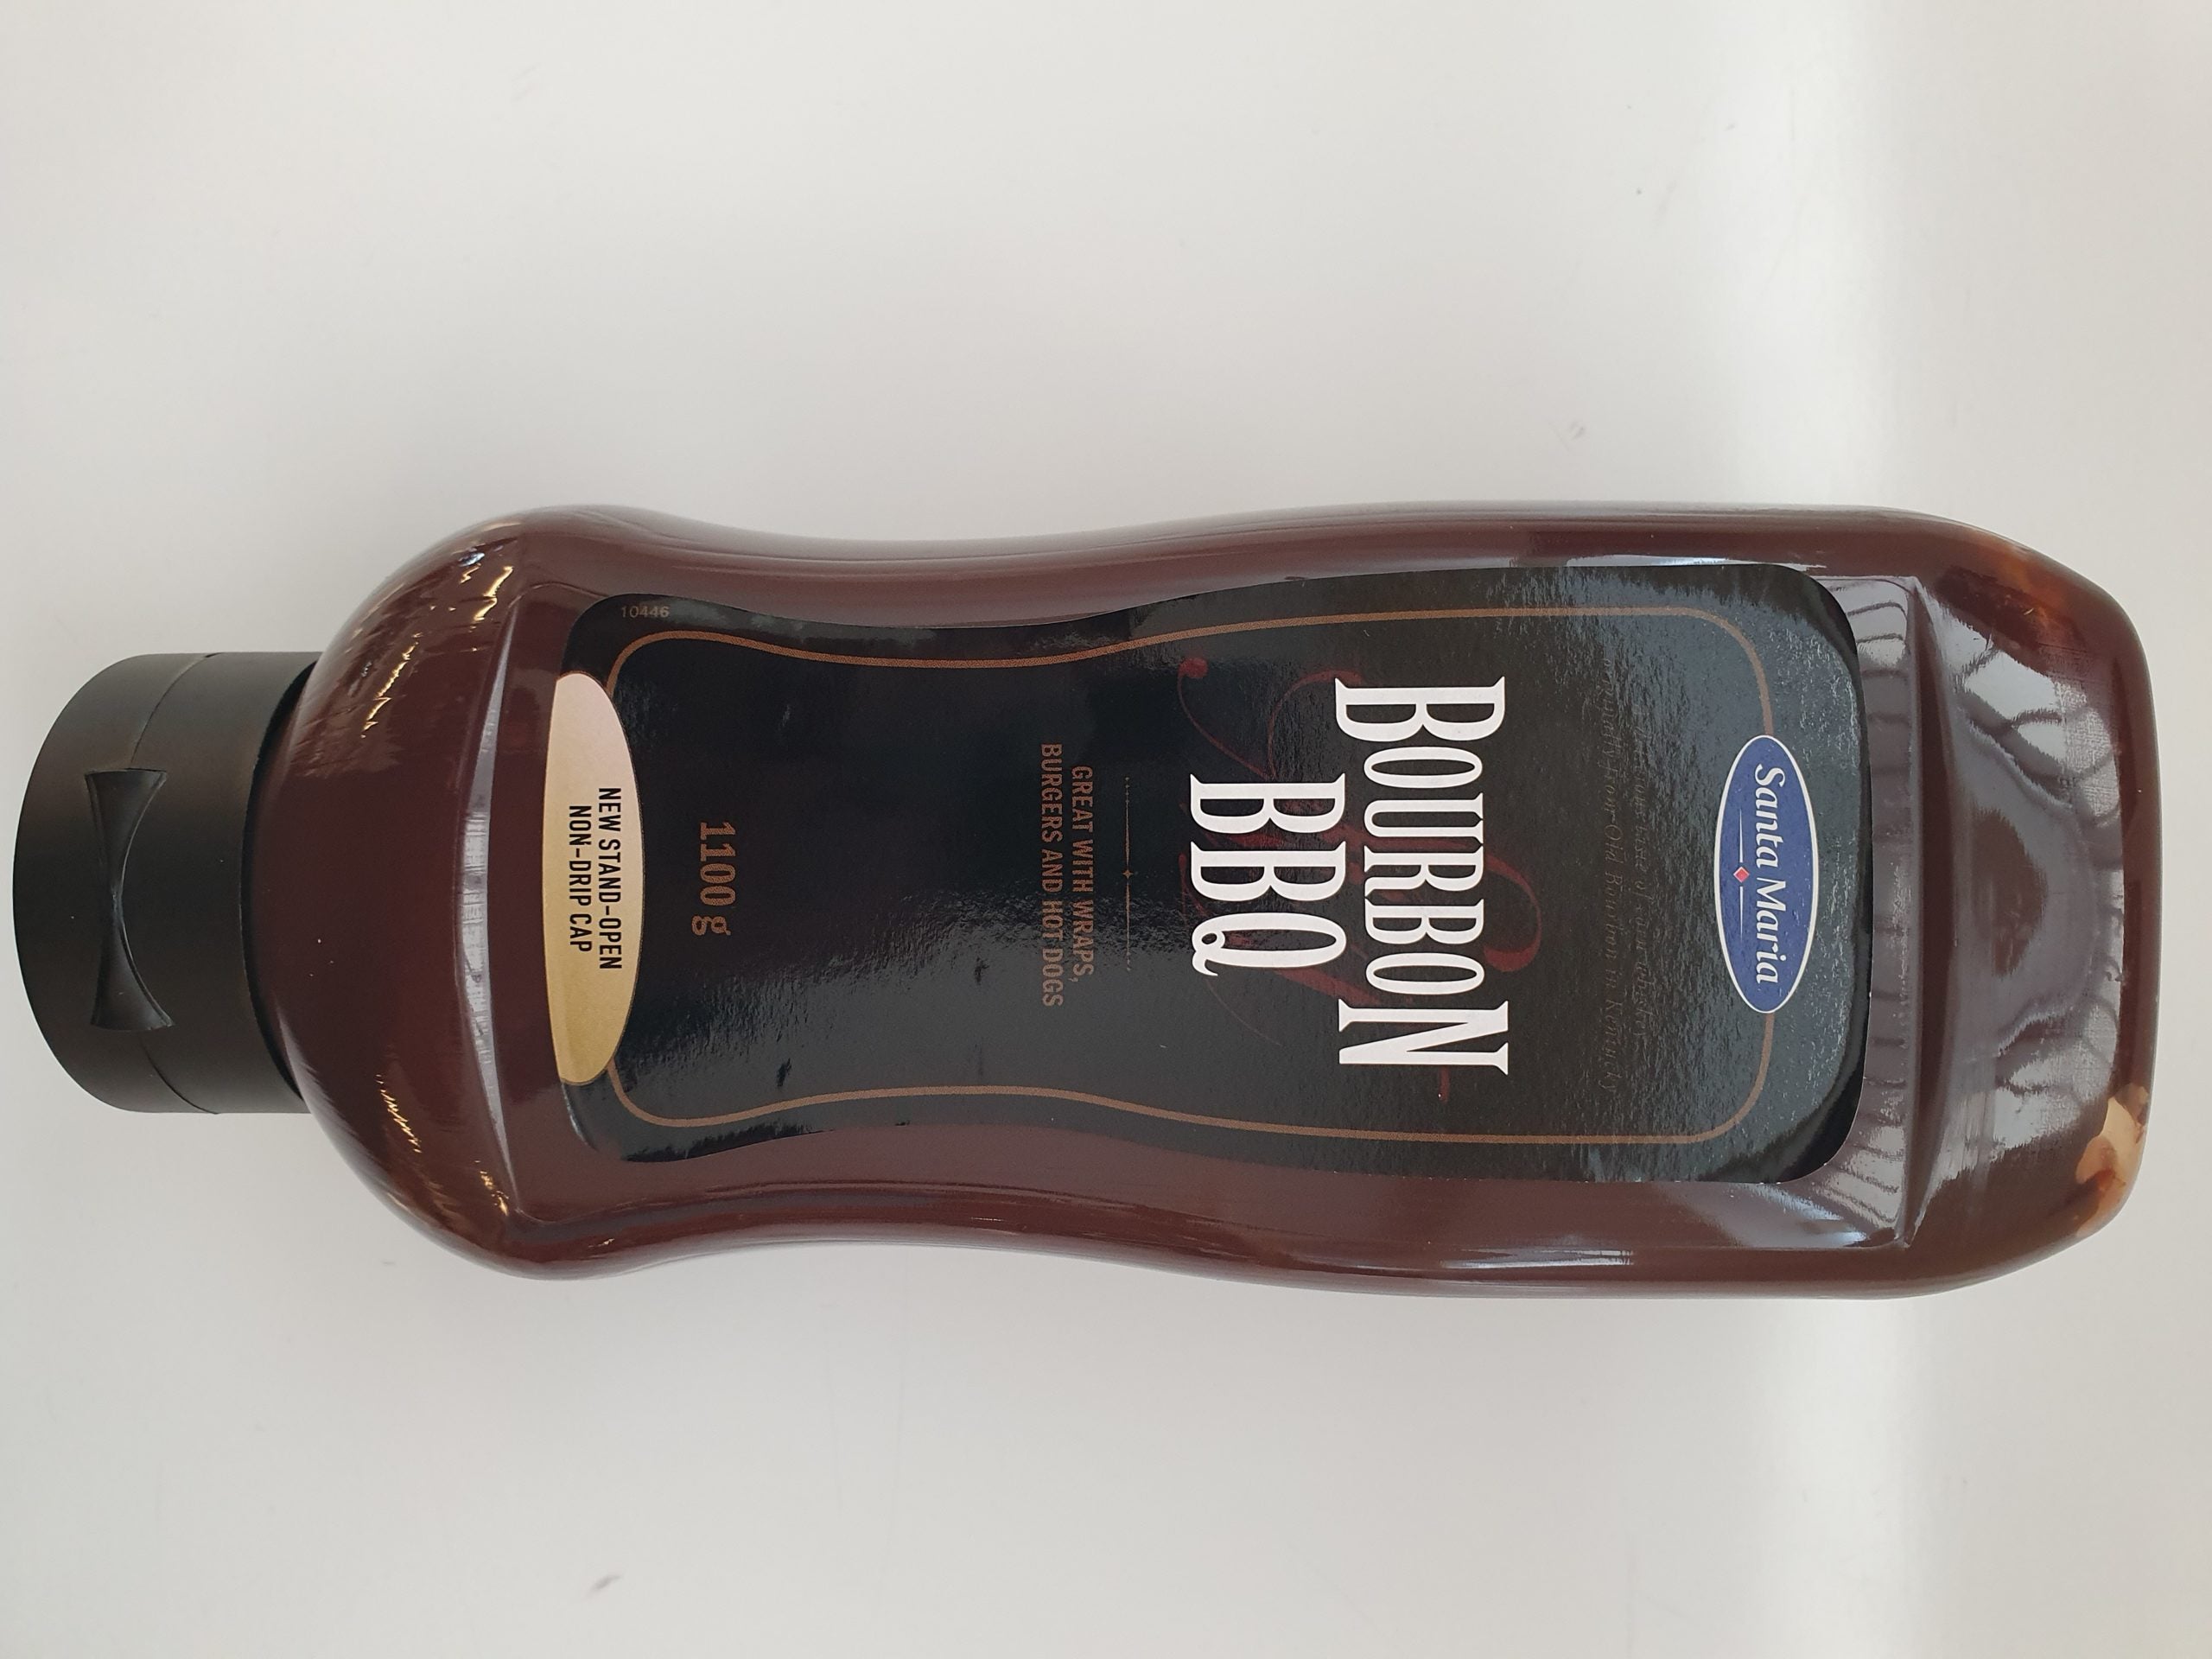 Santa Maria
BOURBON
BBQ
GREAT WITH WRAPS,
BURGERS AND HOT DOGS
1100 g
NEW STAND-OPEN
NON-DRIP CAP
10446